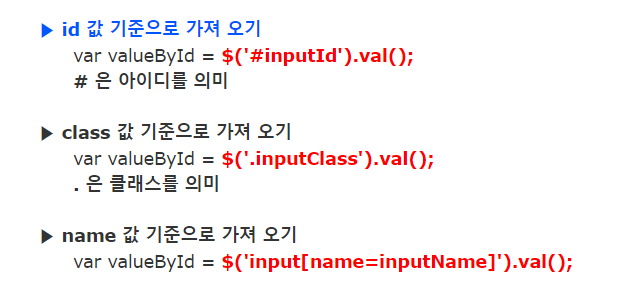 ▶ id 값 기준으로 가져 오기
var valueById = $('#inputId').val();
# 은 아이디를 의미
▶ class 값 기준으로 가져 오기
var valueById = $('.inputClass').val();
. 은 클래스를 의미
▶ name 값 기준으로 가져 오기
var valueById = $('input[name=inputName]').val();